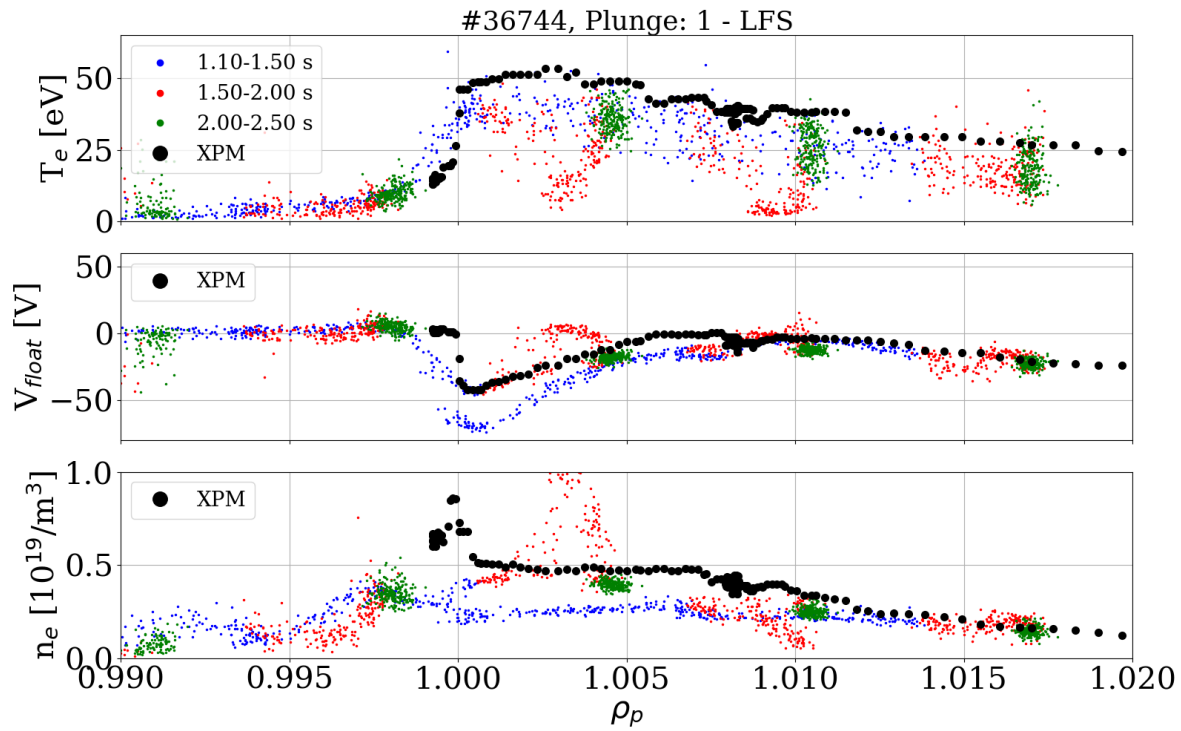 #36744, Plunge: 1 - LFS
T_e [eV]
50
25
0
1.10-1.50 s
1.50-2.00 s
2.00-2.50 s
XPM
V_float [V]
50
0
−50
XPM
n_e [10^19/m^3]
1.0
0.5
0.0
XPM
0.990 0.995 1.000 1.005 1.010 1.015 1.020
ρ_p